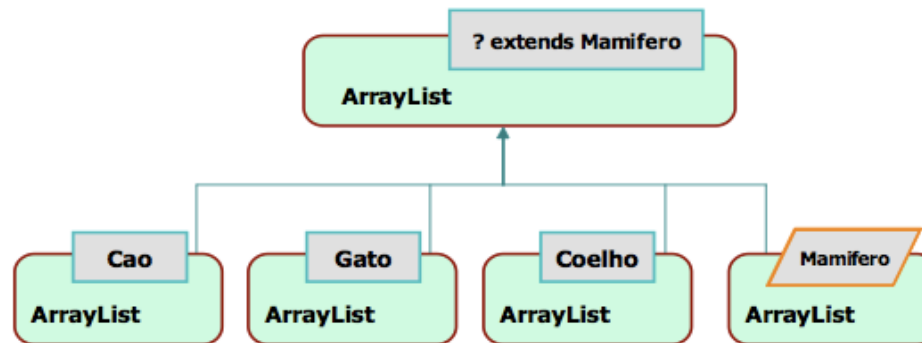 ? extends Mamifero
ArrayList
Cao
Gato
Coelho
Mamifero
ArrayList
ArrayList
ArrayList
ArrayList